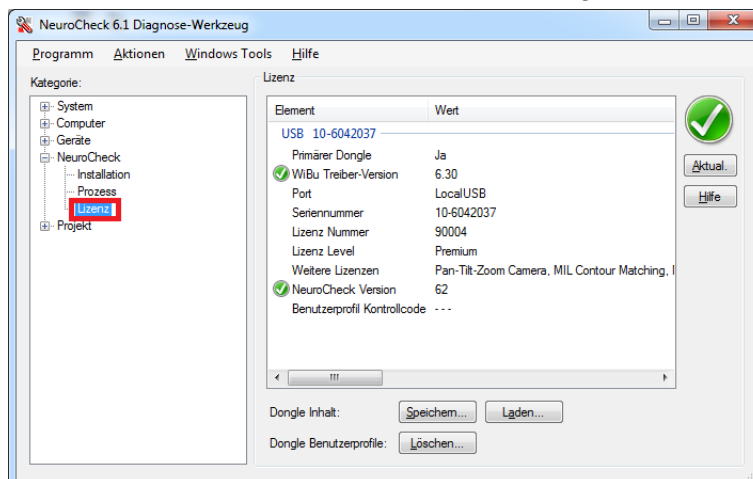 NeuroCheck 6.1 Diagnose-Werkzeug
Programm Aktionen Windows Tools Hilfe
Kategorie:
System
Computer
Geräte
NeuroCheck
Installation
Prozess
Lizenz
Projekt
Lizenz
Element Wert
USB 10-6042037
Primärer Dongle Ja
WiBu Treiber-Version 6.30
Port LocalUSB
Seriennummer 10-6042037
Lizenz Nummer 90004
Lizenz Level Premium
Weitere Lizenzen Pan-Tilt-Zoom Camera, MIL Contour Matching,
NeuroCheck Version 62
Benutzerprofil Kontrollcode ---
Aktual.
Hilfe
Dongle Inhalt: Speichern... Laden...
Dongle Benutzerprofile: Löschen...